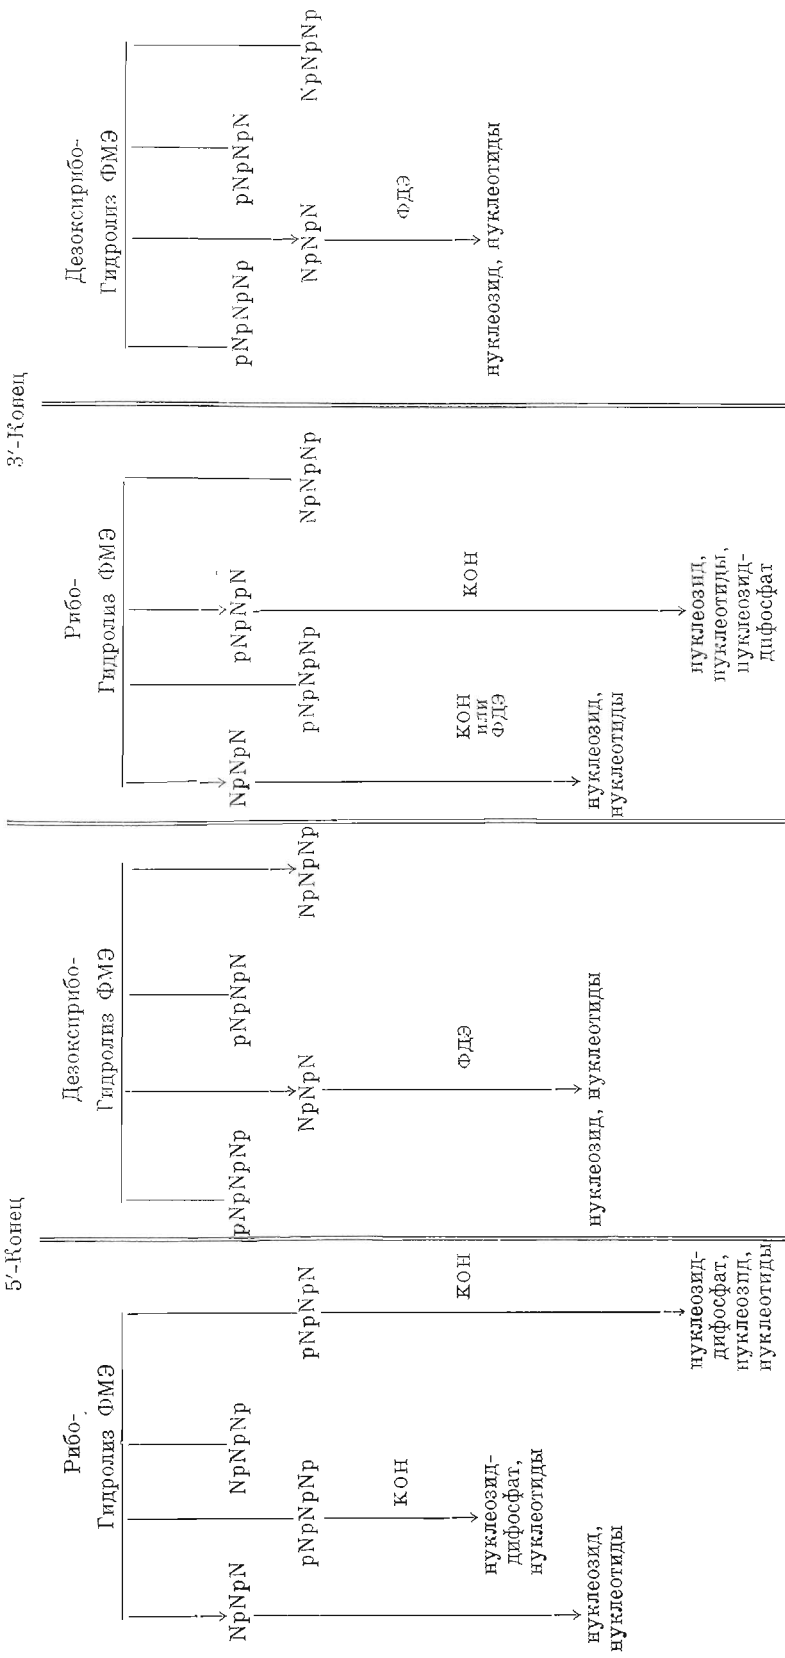 5′-Конец
Рибо-
Гидролиз ФМЭ
NpNpN
pNpNpNp
NpNpNp
pNpNpN
КОН
КОН
нуклеозид-
дифосфат,
нуклеотиды
нуклеозид,
нуклеотиды
нуклеозид-
дифосфат,
нуклеозид,
нуклеотиды
Дезоксирибо-
Гидролиз ФМЭ
pNpNpNp
NpNpN
pNpNpN
NpNpNp
ФДЭ
нуклеозид, нуклеотиды
3′-Конец
Рибо-
Гидролиз ФМЭ
NpNpN
pNpNpNp
pNpNpN
NpNpNp
КОН
или
ФДЭ
КОН
нуклеозид,
нуклеотиды
нуклеозид,
нуклеотиды,
нуклеозид-
дифосфат
Дезоксирибо-
Гидролиз ФМЭ
pNpNpNp
NpNpN
pNpNpN
NpNpNp
ФДЭ
нуклеозид, нуклеотиды